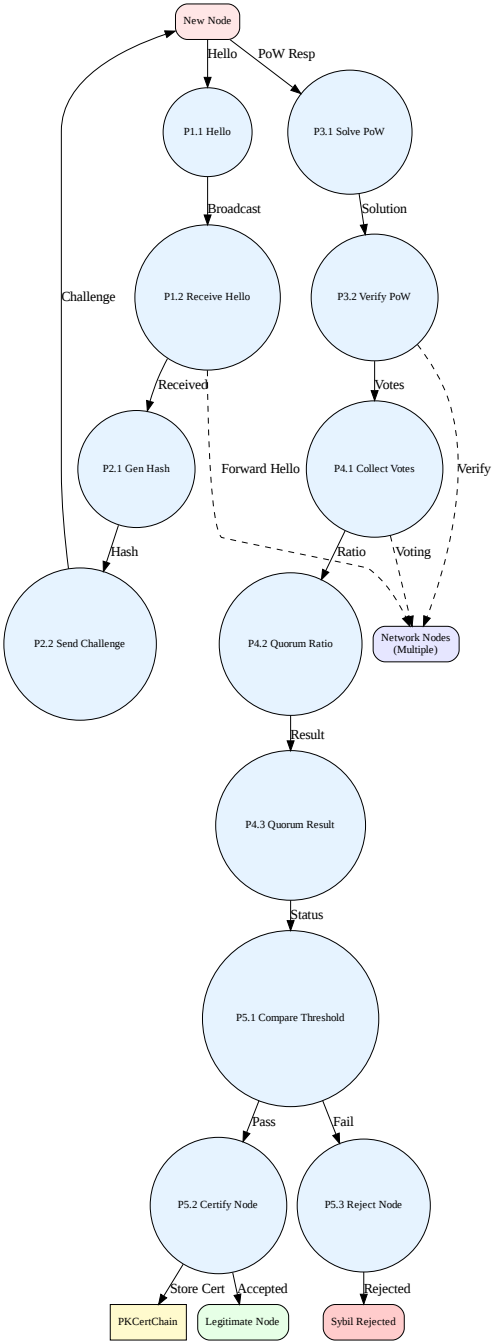 New Node
Hello
PoW Resp
P1.1 Hello
P3.1 Solve PoW
Broadcast
Solution
Challenge
P1.2 Receive Hello
P3.2 Verify PoW
Received
Votes
P2.1 Gen Hash
Forward Hello
P4.1 Collect Votes
Verify
Hash
Ratio
Voting
P2.2 Send Challenge
P4.2 Quorum Ratio
Network Nodes
(Multiple)
Result
P4.3 Quorum Result
Status
P5.1 Compare Threshold
Pass
Fail
P5.2 Certify Node
P5.3 Reject Node
Store Cert
Accepted
Rejected
PKCertChain
Legitimate Node
Sybil Rejected